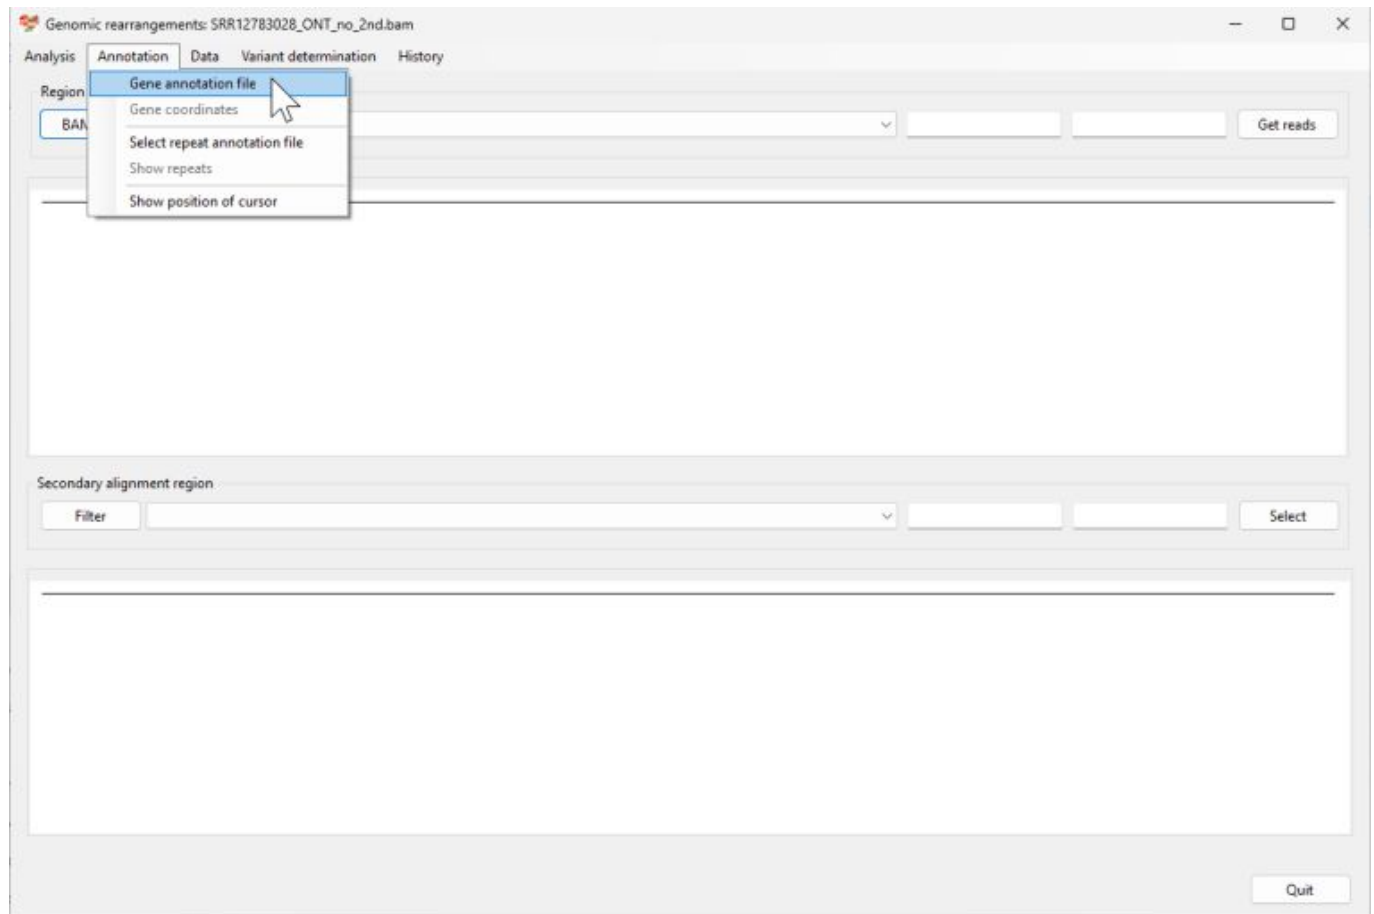 Genomic rearrangements: SRR12783028_ONT_no_2nd.bam
Analysis Annotation Data Variant determination History
Gene annotation file
Region
Gene coordinates
BAM Get reads
Select repeat annotation file
Show repeats
Show position of cursor
Secondary alignment region
Filter Select
Quit